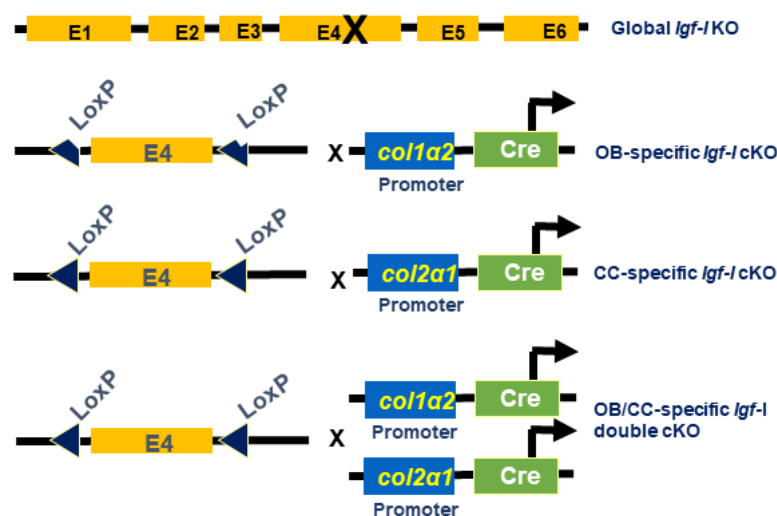 E1 E2 E3 E4 X E5 E6 Global Igf-I KO
LoxP LoxP
E4 X col1α2 Cre OB-specific Igf-I cKO
Promoter
LoxP LoxP
E4 X col2α1 Cre CC-specific Igf-I cKO
Promoter
LoxP LoxP
col1α2 Cre OB/CC-specific Igf-I
Promoter double cKO
E4 X
col2α1 Cre
Promoter